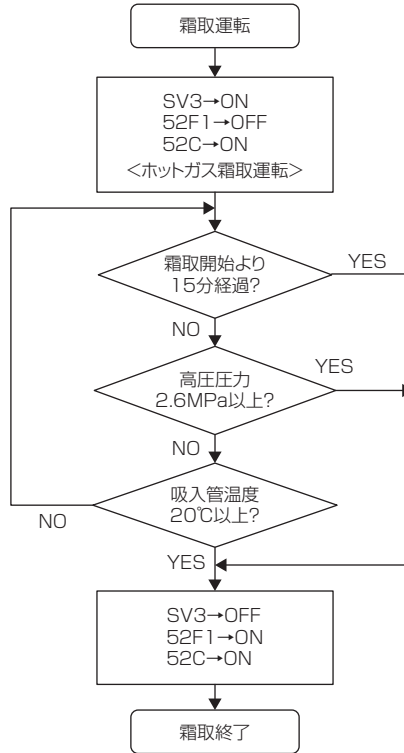 霜取運転
SV3→ON
52F1→OFF
52C→ON
<ホットガス霜取運転>
霜取開始より
15分経過?
YES
NO
高圧圧力
2.6MPa以上?
YES
NO
吸入管温度
20℃以上?
NO
YES
SV3→OFF
52F1→ON
52C→ON
霜取終了